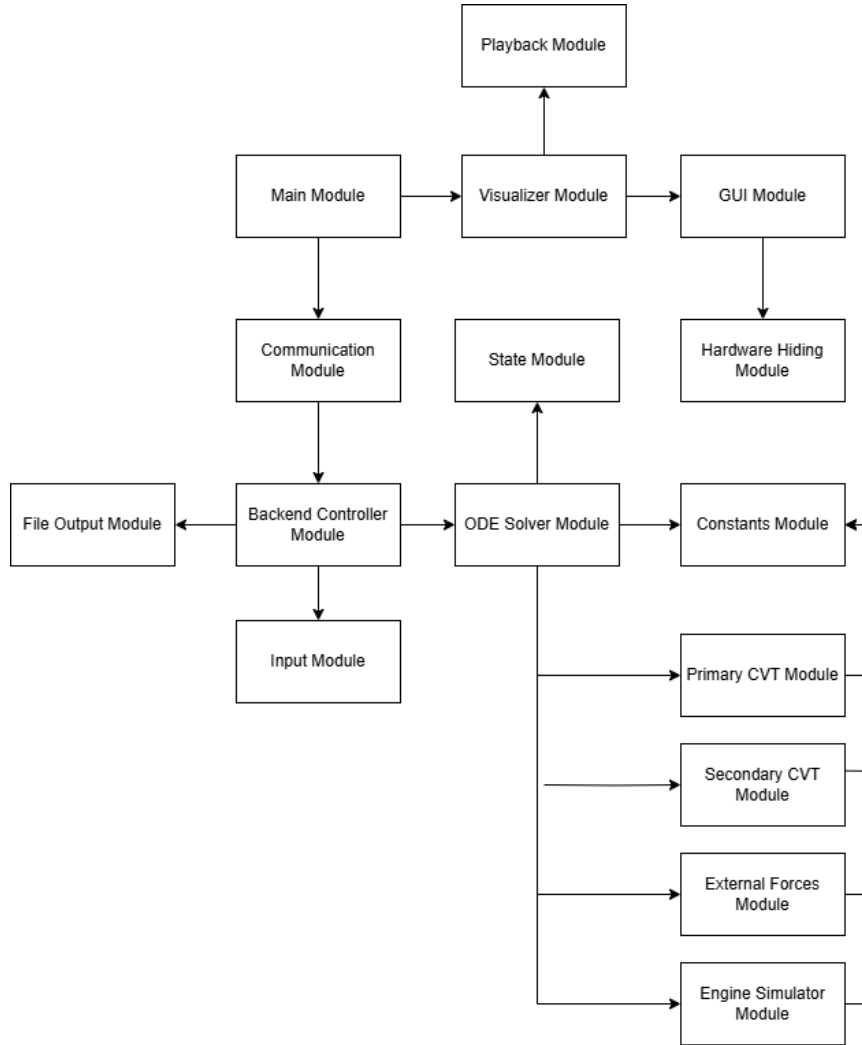 Playback Module
Main Module
Visualizer Module
GUI Module
Communication
Module
State Module
Hardware Hiding
Module
File Output Module
Backend Controller
Module
ODE Solver Module
Constants Module
Input Module
Primary CVT Module
Secondary CVT
Module
External Forces
Module
Engine Simulator
Module